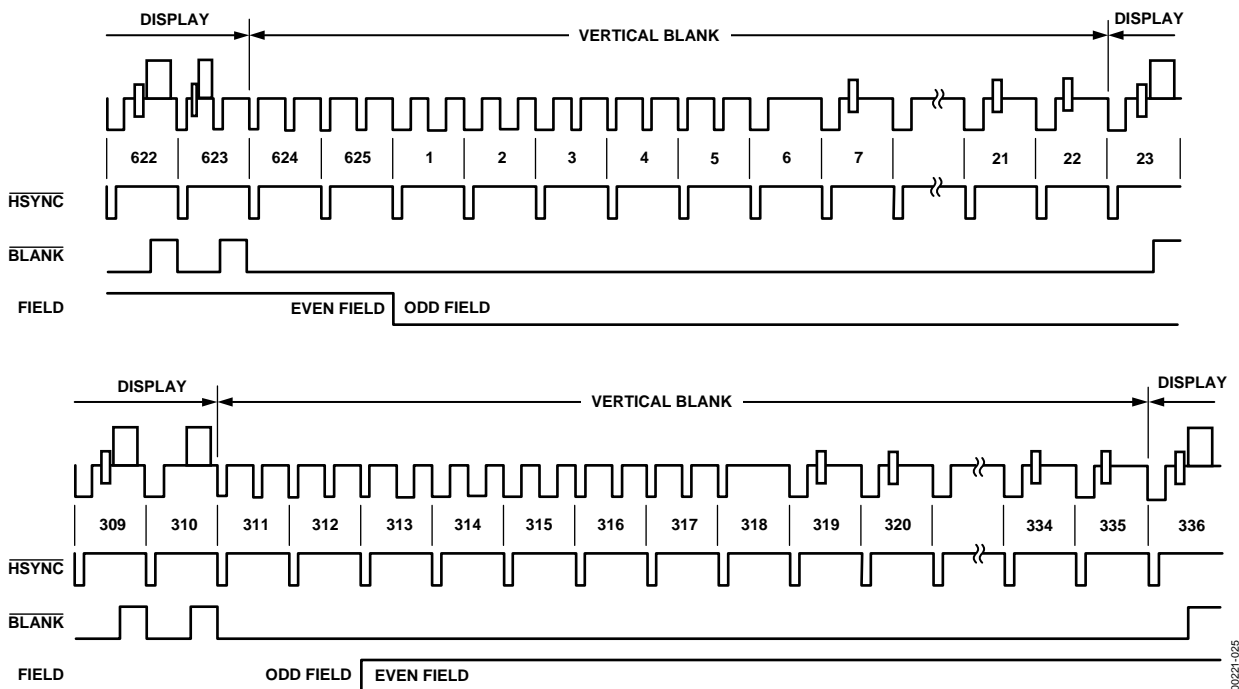 DISPLAY VERTICAL BLANK DISPLAY
622 623 624 625 1 2 3 4 5 6 7 21 22 23
HSYNC
BLANK
FIELD EVEN FIELD ODD FIELD
DISPLAY VERTICAL BLANK DISPLAY
309 310 311 312 313 314 315 316 317 318 319 320 334 335 336
HSYNC
BLANK
FIELD ODD FIELD EVEN FIELD
00221-025